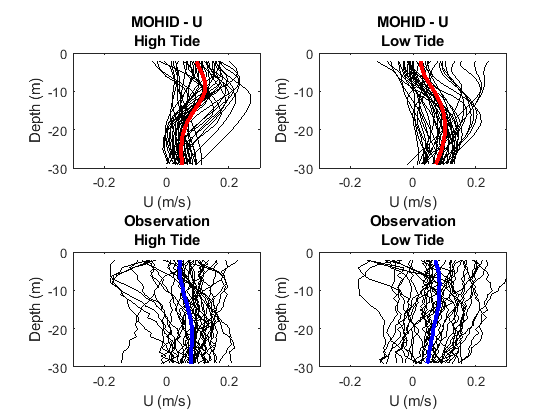 MOHID - U
High Tide
MOHID - U
Low Tide
0
-10
-20
-30
Depth (m)
-0.2
0
0.2
U (m/s)
0
-10
-20
-30
Depth (m)
-0.2
0
0.2
U (m/s)
Observation
High Tide
Observation
Low Tide
0
-10
-20
-30
Depth (m)
-0.2
0
0.2
U (m/s)
0
-10
-20
-30
Depth (m)
-0.2
0
0.2
U (m/s)